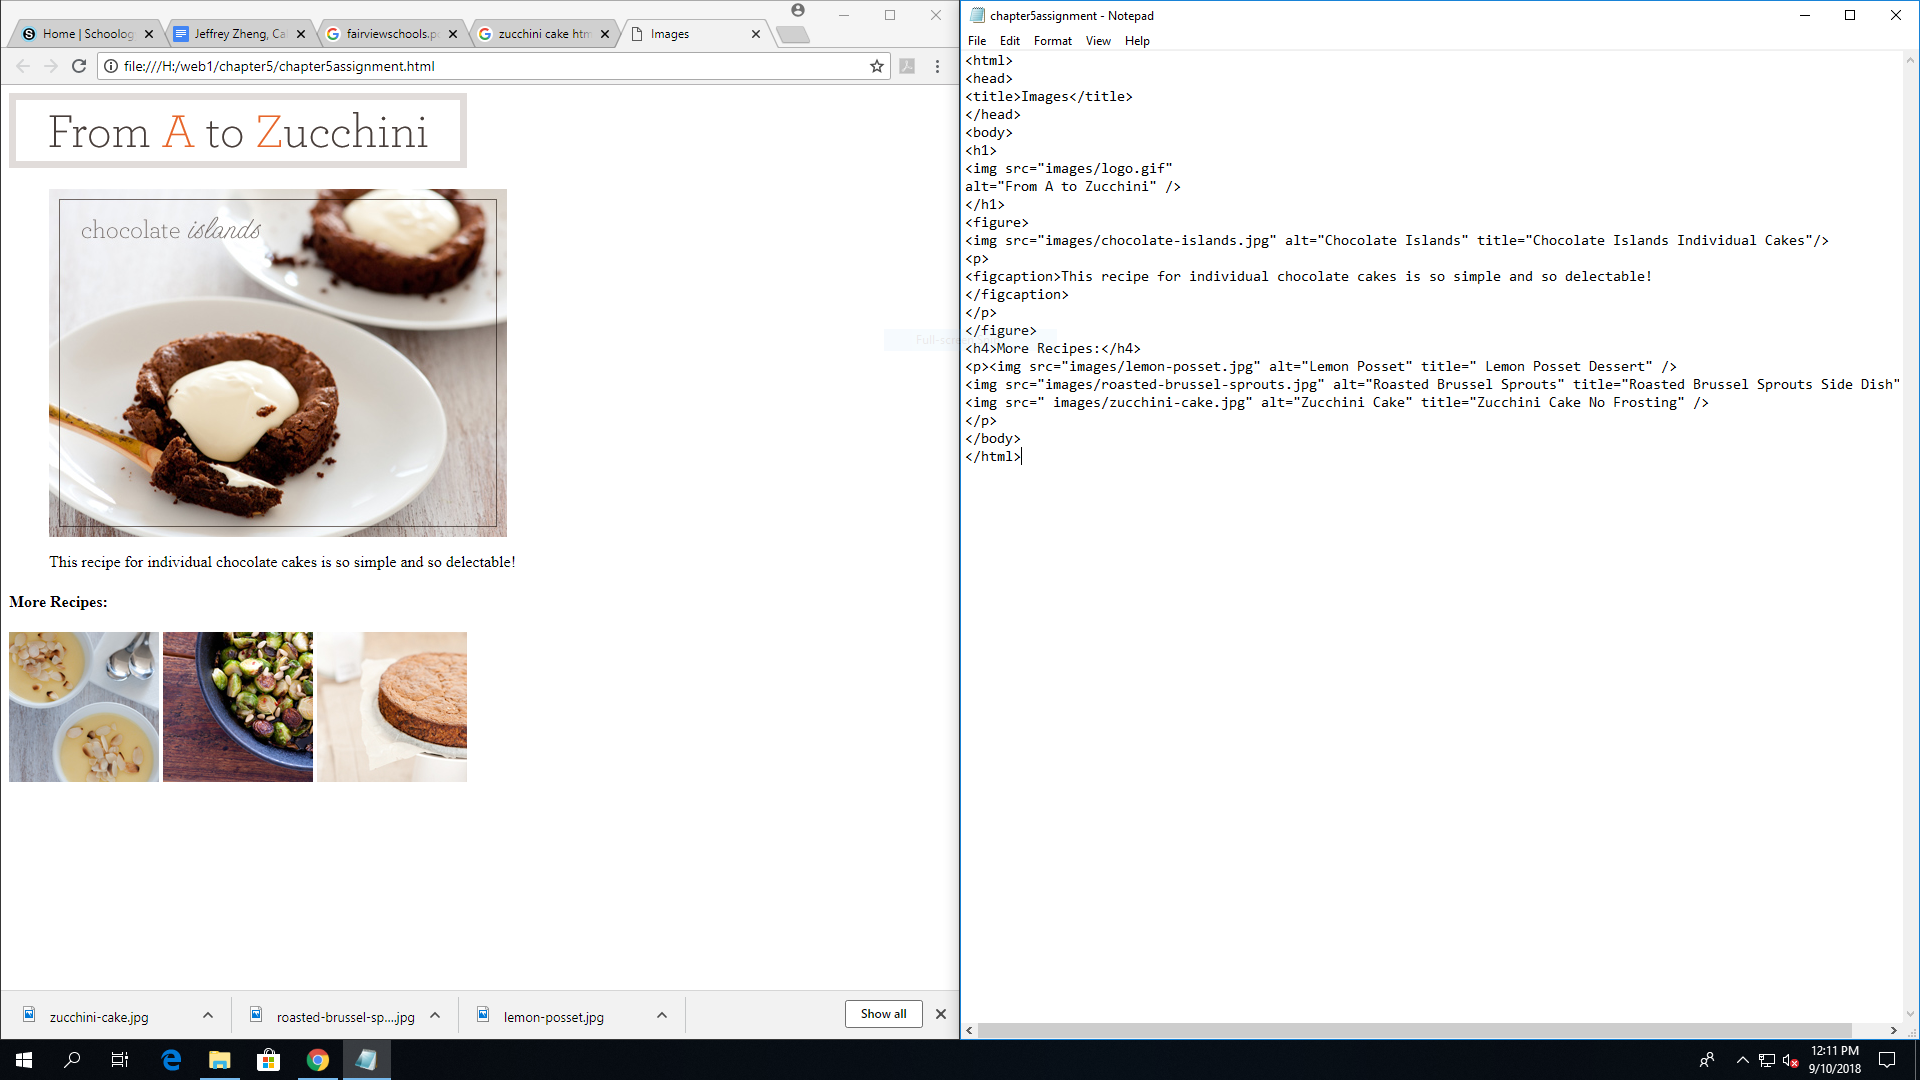 Home | Schoology
Jeffrey Zheng, Cal
fairviewschools.po
zucchini cake htm
Images
file:///H:/web1/chapter5/chapter5assignment.html
From A to Zucchini
chocolate islands
This recipe for individual chocolate cakes is so simple and so delectable!
More Recipes:
zucchini-cake.jpg
roasted-brussel-sp....jpg
lemon-posset.jpg
Show all
chapter5assignment - Notepad
File Edit Format View Help
<html>
<head>
<title>Images</title>
</head>
<body>
<h1>
<img src="images/logo.gif"
alt="From A to Zucchini" />
</h1>
<figure>
<img src="images/chocolate-islands.jpg" alt="Chocolate Islands" title="Chocolate Islands Individual Cakes"/>
<p>
<figcaption>This recipe for individual chocolate cakes is so simple and so delectable!
</figcaption>
</p>
</figure>
<h4>More Recipes:</h4>
<p><img src="images/lemon-posset.jpg" alt="Lemon Posset" title=" Lemon Posset Dessert" />
<img src="images/roasted-brussel-sprouts.jpg" alt="Roasted Brussel Sprouts" title="Roasted Brussel Sprouts Side Dish"
<img src=" images/zucchini-cake.jpg" alt="Zucchini Cake" title="Zucchini Cake No Frosting" />
</p>
</body>
</html>
12:11 PM
9/10/2018